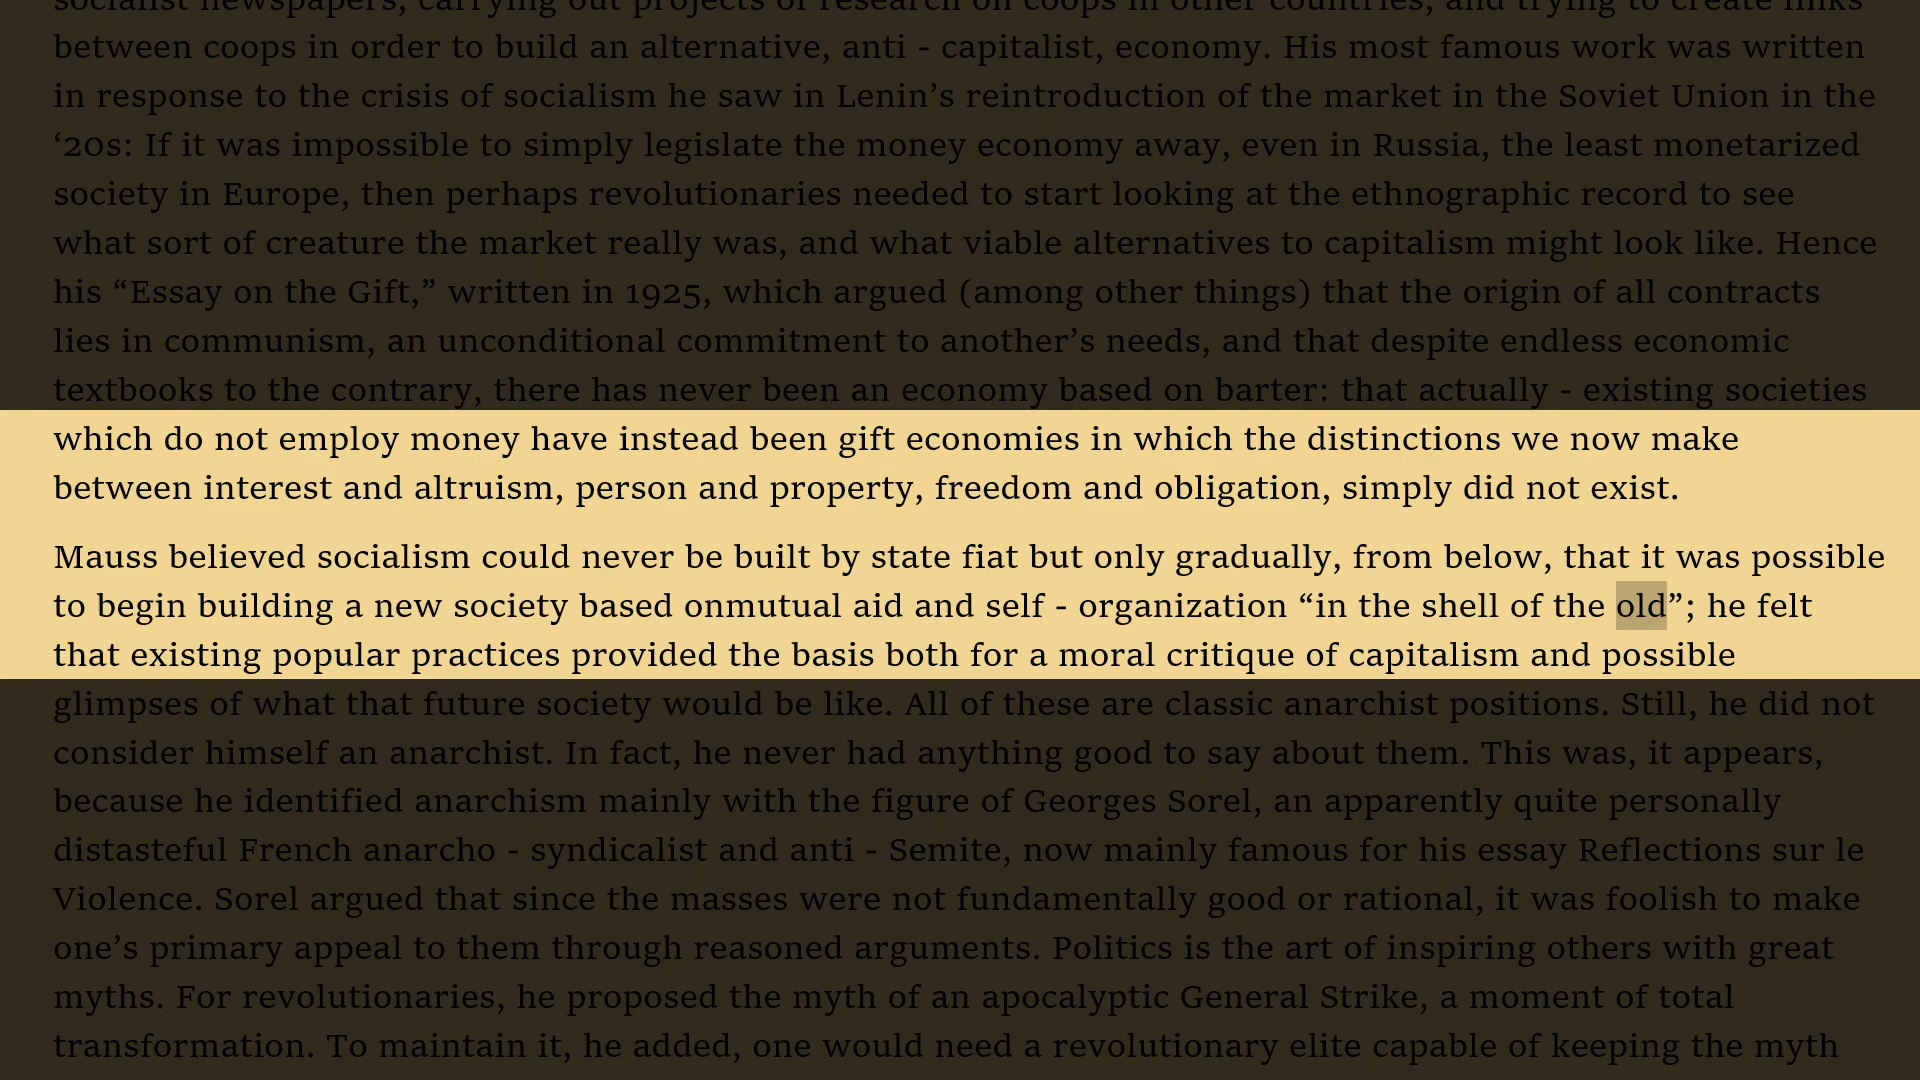 socialist newspapers, carrying out projects of research on coops in other countries, and trying to create links
between coops in order to build an alternative, anti - capitalist, economy. His most famous work was written
in response to the crisis of socialism he saw in Lenin’s reintroduction of the market in the Soviet Union in the
‘20s: If it was impossible to simply legislate the money economy away, even in Russia, the least monetarized
society in Europe, then perhaps revolutionaries needed to start looking at the ethnographic record to see
what sort of creature the market really was, and what viable alternatives to capitalism might look like. Hence
his “Essay on the Gift,” written in 1925, which argued (among other things) that the origin of all contracts
lies in communism, an unconditional commitment to another’s needs, and that despite endless economic
textbooks to the contrary, there has never been an economy based on barter: that actually - existing societies
which do not employ money have instead been gift economies in which the distinctions we now make
between interest and altruism, person and property, freedom and obligation, simply did not exist.
Mauss believed socialism could never be built by state fiat but only gradually, from below, that it was possible
to begin building a new society based onmutual aid and self - organization “in the shell of the old”; he felt
that existing popular practices provided the basis both for a moral critique of capitalism and possible
glimpses of what that future society would be like. All of these are classic anarchist positions. Still, he did not
consider himself an anarchist. In fact, he never had anything good to say about them. This was, it appears,
because he identified anarchism mainly with the figure of Georges Sorel, an apparently quite personally
distasteful French anarcho - syndicalist and anti - Semite, now mainly famous for his essay Reflections sur le
Violence. Sorel argued that since the masses were not fundamentally good or rational, it was foolish to make
one’s primary appeal to them through reasoned arguments. Politics is the art of inspiring others with great
myths. For revolutionaries, he proposed the myth of an apocalyptic General Strike, a moment of total
transformation. To maintain it, he added, one would need a revolutionary elite capable of keeping the myth